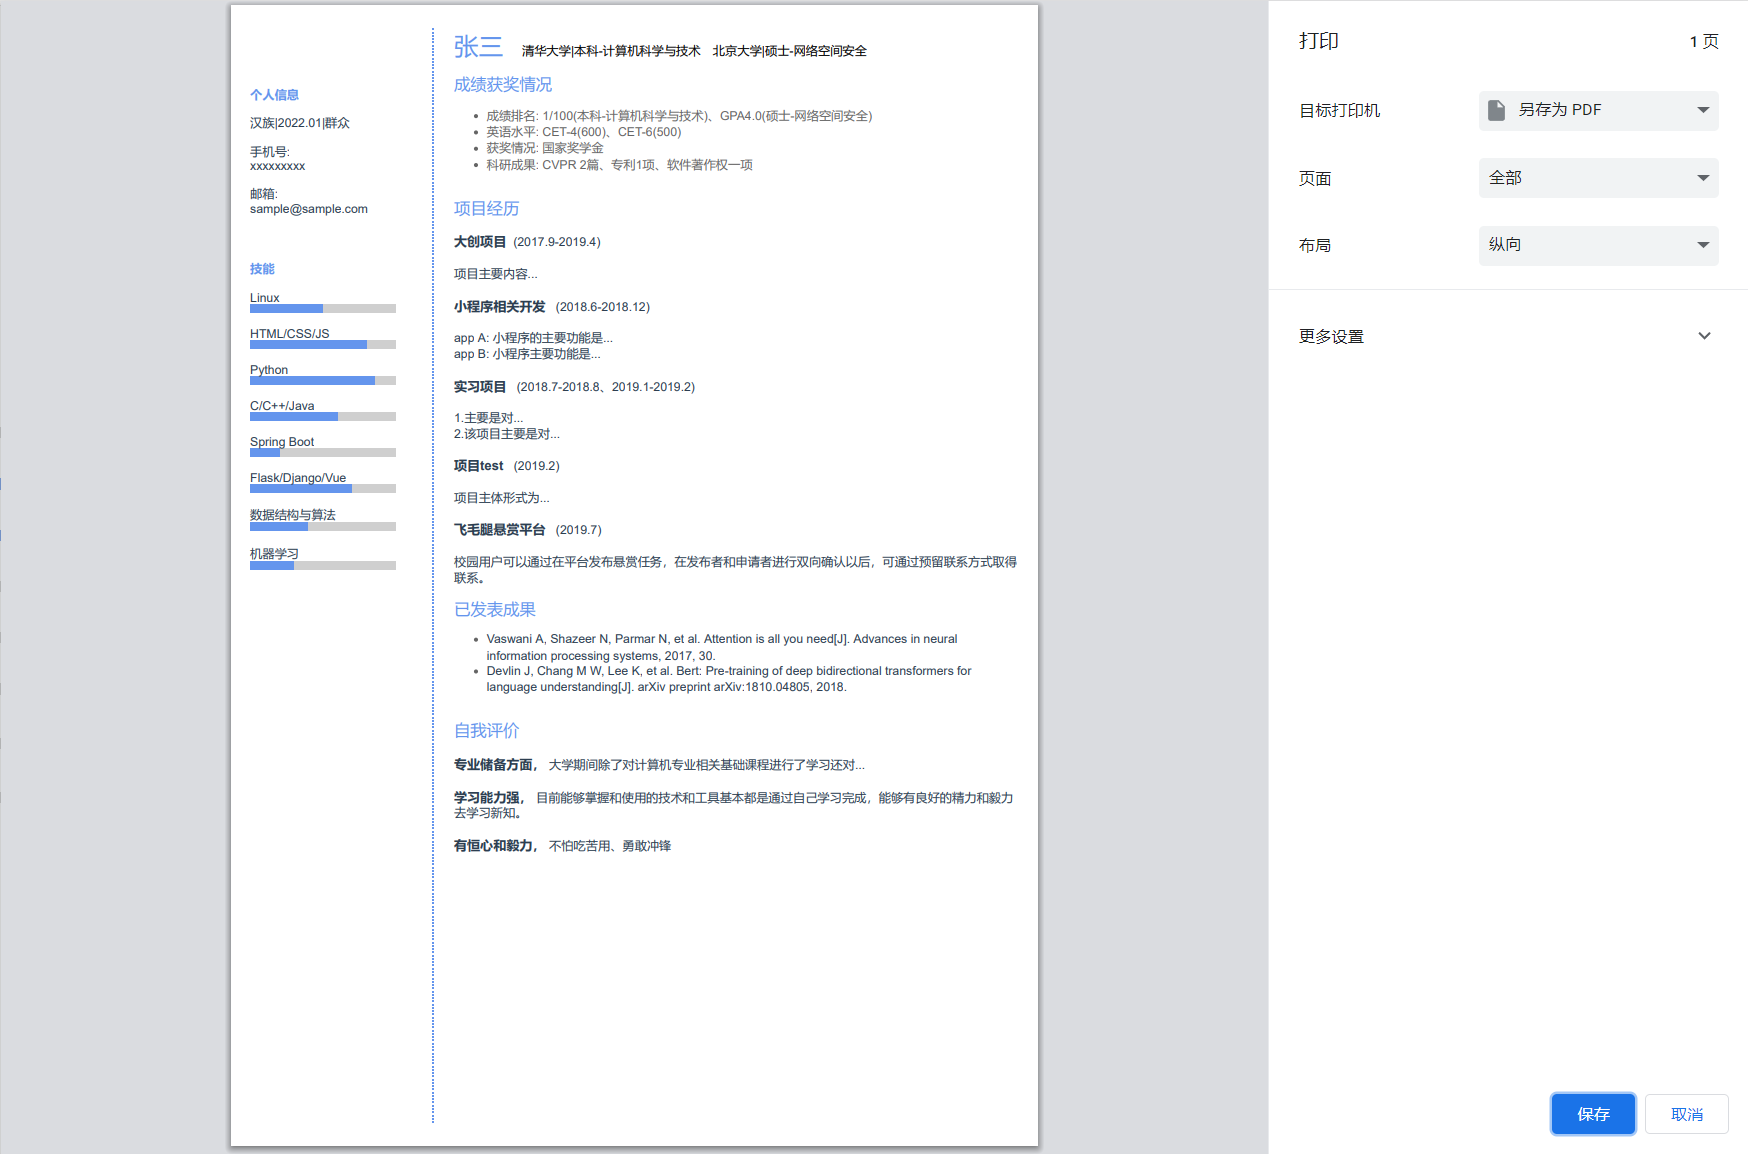 个人信息
汉族|2022.01|群众
手机号:
xxxxxxxxx
邮箱:
sample@sample.com
技能
Linux
HTML/CSS/JS
Python
C/C++/Java
Spring Boot
Flask/Django/Vue
数据结构与算法
机器学习
张三 清华大学|本科-计算机科学与技术 北京大学|硕士-网络空间安全
成绩获奖情况
成绩排名: 1/100(本科-计算机科学与技术)、GPA4.0(硕士-网络空间安全)
英语水平: CET-4(600)、CET-6(500)
获奖情况: 国家奖学金
科研成果: CVPR 2篇、专利1项、软件著作权一项
项目经历
大创项目 (2017.9-2019.4)
项目主要内容...
小程序相关开发 (2018.6-2018.12)
app A: 小程序的主要功能是...
app B: 小程序主要功能是...
实习项目 (2018.7-2018.8、2019.1-2019.2)
1.主要是对...
2.该项目主要是对...
项目test (2019.2)
项目主体形式为...
飞毛腿悬赏平台 (2019.7)
校园用户可以通过在平台发布悬赏任务，在发布者和申请者进行双向确认以后，可通过预留联系方式取得
联系。
已发表成果
Vaswani A, Shazeer N, Parmar N, et al. Attention is all you need[J]. Advances in neural
information processing systems, 2017, 30.
Devlin J, Chang M W, Lee K, et al. Bert: Pre-training of deep bidirectional transformers for
language understanding[J]. arXiv preprint arXiv:1810.04805, 2018.
自我评价
专业储备方面， 大学期间除了对计算机专业相关基础课程进行了学习还对...
学习能力强， 目前能够掌握和使用的技术和工具基本都是通过自己学习完成，能够有良好的精力和毅力
去学习新知。
有恒心和毅力， 不怕吃苦用、勇敢冲锋
打印 1 页
目标打印机 另存为 PDF
页面 全部
布局 纵向
更多设置
保存 取消